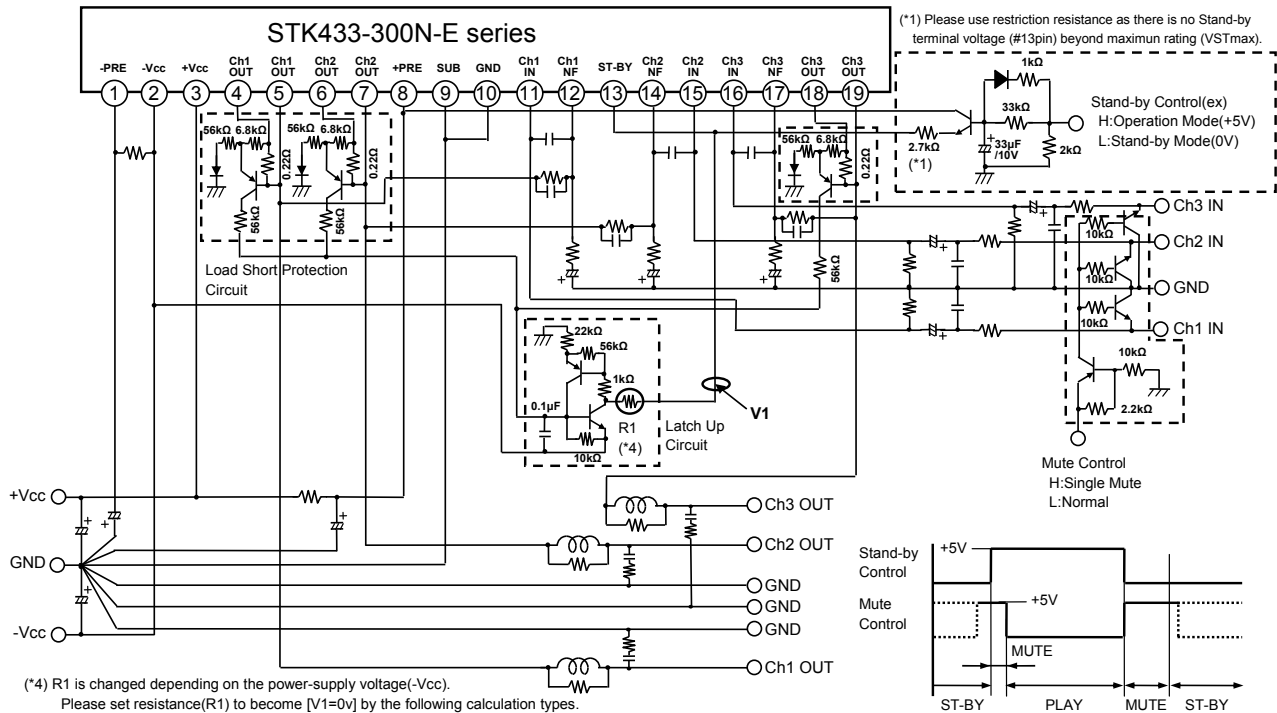 STK433-300N-E series
-PRE -Vcc +Vcc Ch1 OUT Ch1 OUT Ch2 OUT Ch2 OUT +PRE SUB GND Ch1 IN Ch1 NF ST-BY Ch2 NF Ch2 IN Ch3 IN Ch3 NF Ch3 OUT Ch3 OUT
1 2 3 4 5 6 7 8 9 10 11 12 13 14 15 16 17 18 19
(*1) Please use restriction resistance as there is no Stand-by
terminal voltage (#13pin) beyond maximun rating (VSTmax).
1kΩ
33kΩ
2.7kΩ
(*1)
33μF
/10V
2kΩ
Stand-by Control(ex)
H:Operation Mode(+5V)
L:Stand-by Mode(0V)
56kΩ 6.8kΩ
0.22Ω
56kΩ
56kΩ 6.8kΩ
0.22Ω
56kΩ
Load Short Protection
Circuit
56kΩ 6.8kΩ
0.22Ω
56kΩ
Ch3 IN
10kΩ
Ch2 IN
10kΩ
GND
10kΩ
Ch1 IN
10kΩ
2.2kΩ
Mute Control
H:Single Mute
L:Normal
22kΩ
56kΩ
1kΩ
0.1μF
R1
(*4)
10kΩ
Latch Up
Circuit
V1
+Vcc
+
+
+
GND
+
-Vcc
+
+
+
+
+
+
+
Ch3 OUT
Ch2 OUT
GND
GND
GND
Ch1 OUT
Stand-by
Control
+5V
Mute
Control
+5V
MUTE
ST-BY PLAY MUTE ST-BY
(*4) R1 is changed depending on the power-supply voltage(-Vcc).
Please set resistance(R1) to become [V1=0v] by the following calculation types.